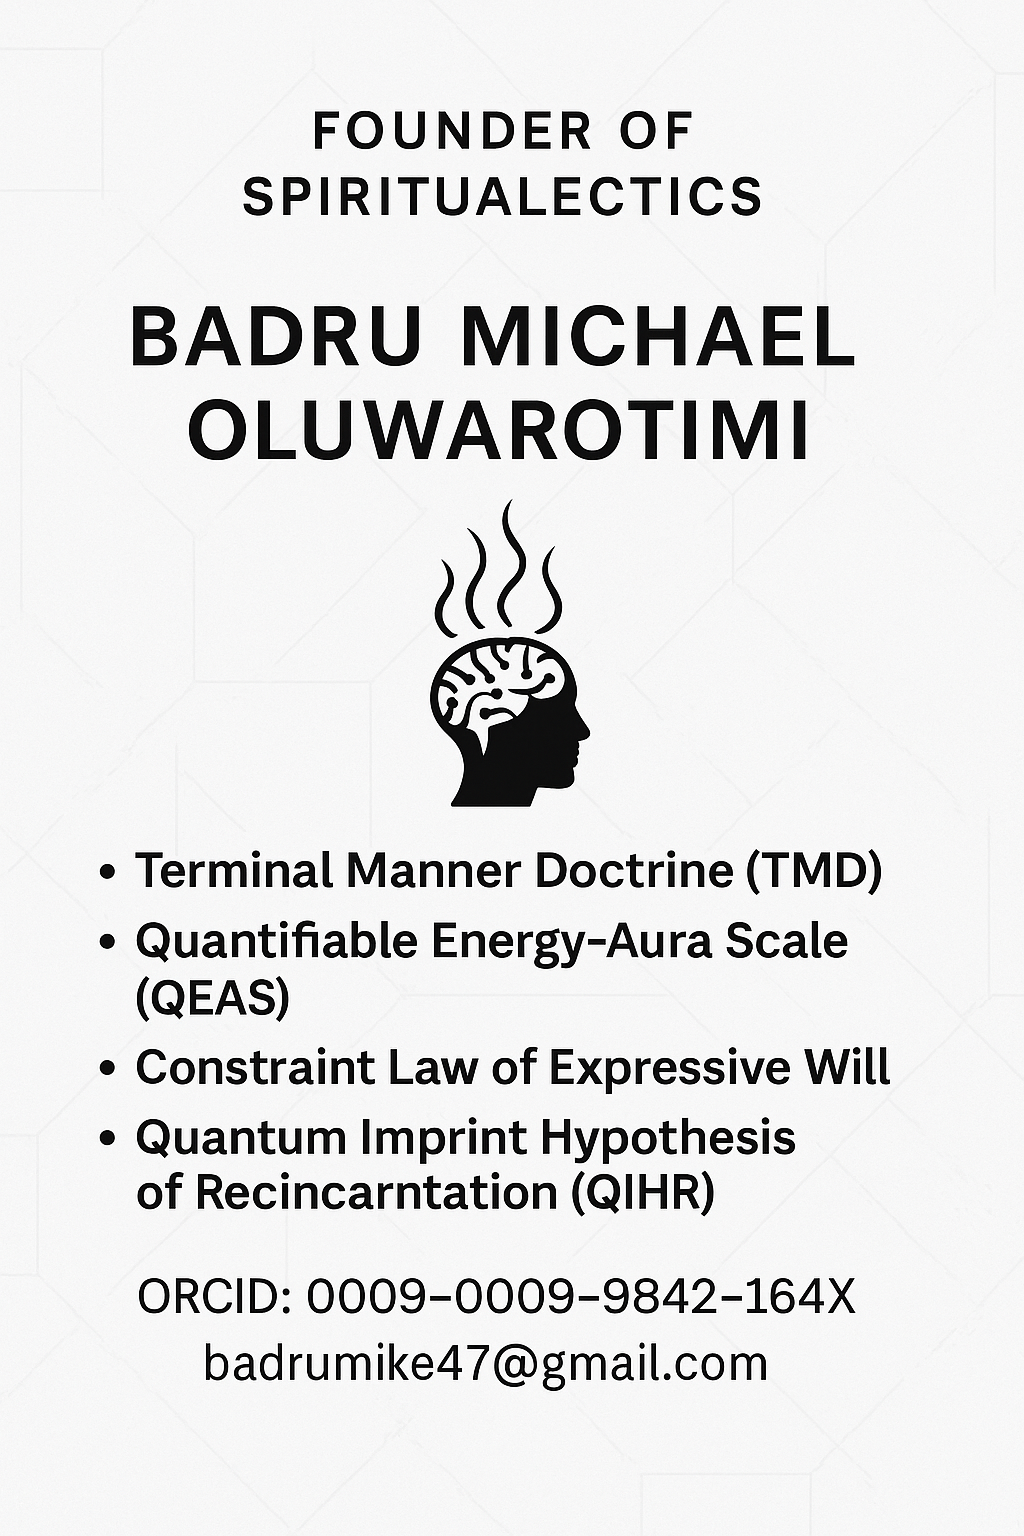 FOUNDER OF
SPIRITUALECTICS
BADRU MICHAEL
OLUWAROTIMI
• Terminal Manner Doctrine (TMD)
• Quantifiable Energy–Aura Scale
(QEAS)
• Constraint Law of Expressive Will
• Quantum Imprint Hypothesis
of Recincarntation (QIHR)
ORCID: 0009–0009–9842–164X
badrumike47@gmail.com